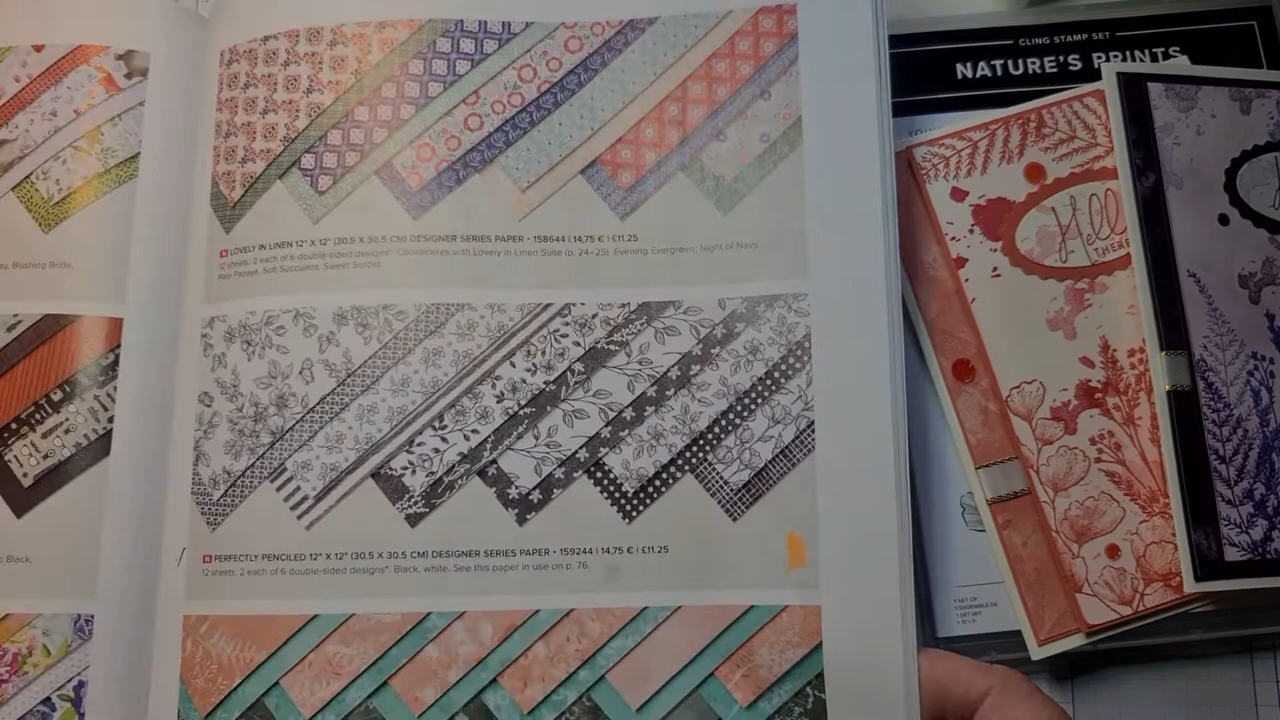 CLING STAMP SET
NATURE'S PRINTS
Hello
THERE
LOVELY IN LINEN 12" X 12" (30.5 X 30.5 CM) DESIGNER SERIES PAPER • 158644 | 14,75 € | £11.25
12 sheets: 2 each of 6 double-sided designs*. Coordinates with Lovely in Linen Suite (p. 24–25). Evening Evergreen, Night of Navy,
Pale Papaya, Soft Succulent, Sweet Sorbet
ay, Blushing Bride,
N PERFECTLY PENCILED 12" X 12" (30.5 X 30.5 CM) DESIGNER SERIES PAPER • 159244 | 14,75 € | £11.25
12 sheets: 2 each of 6 double-sided designs*. Black, white. See this paper in use on p. 76.
Black,